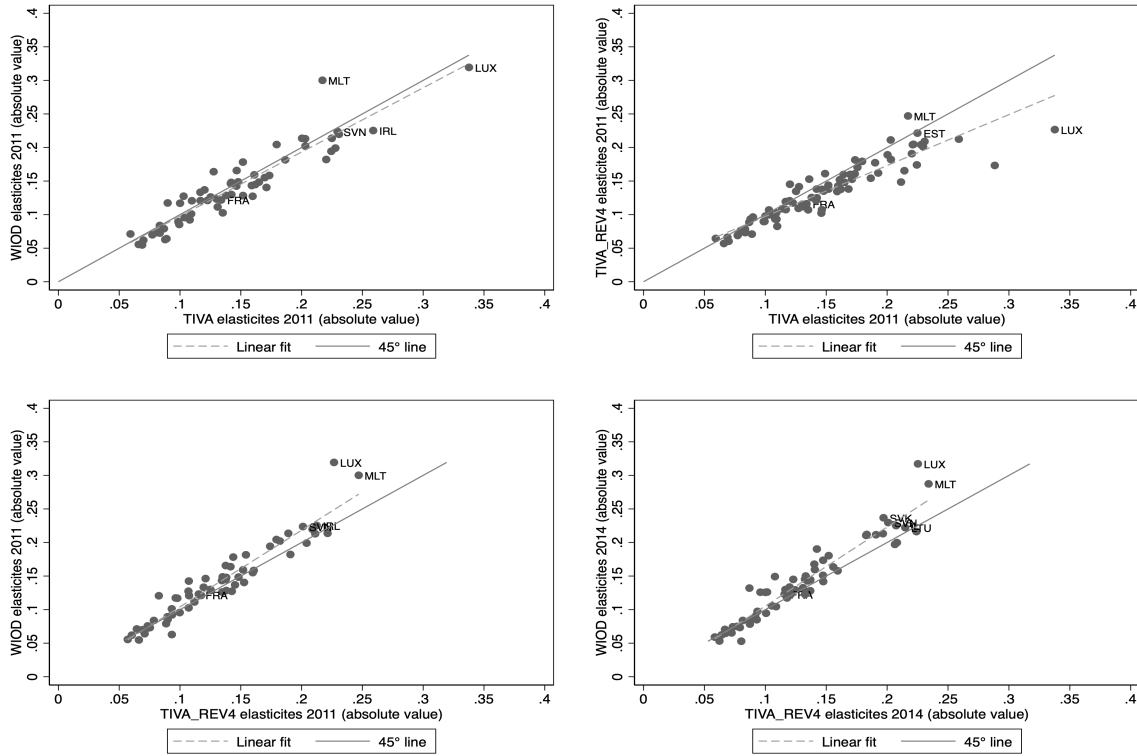 WIOD elasticites 2011 (absolute value)
.4
.35
.3
.25
.2
.15
.1
.05
0
MLT
LUX
SVN
IRL
FRA
0
.05
.1
.15
.2
.25
.3
.35
.4
TIVA elasticites 2011 (absolute value)
Linear fit
45° line
TIVA_REV4 elasticites 2011 (absolute value)
.4
.35
.3
.25
.2
.15
.1
.05
0
MLT
EST
LUX
FRA
0
.05
.1
.15
.2
.25
.3
.35
.4
TIVA elasticites 2011 (absolute value)
Linear fit
45° line
WIOD elasticites 2011 (absolute value)
.4
.35
.3
.25
.2
.15
.1
.05
0
LUX
MLT
IRL
FRA
0
.05
.1
.15
.2
.25
.3
.35
.4
TIVA_REV4 elasticites 2011 (absolute value)
Linear fit
45° line
WIOD elasticites 2014 (absolute value)
.4
.35
.3
.25
.2
.15
.1
.05
0
LUX
MLT
SVK
SVN
FRA
0
.05
.1
.15
.2
.25
.3
.35
.4
TIVA_REV4 elasticites 2014 (absolute value)
Linear fit
45° line